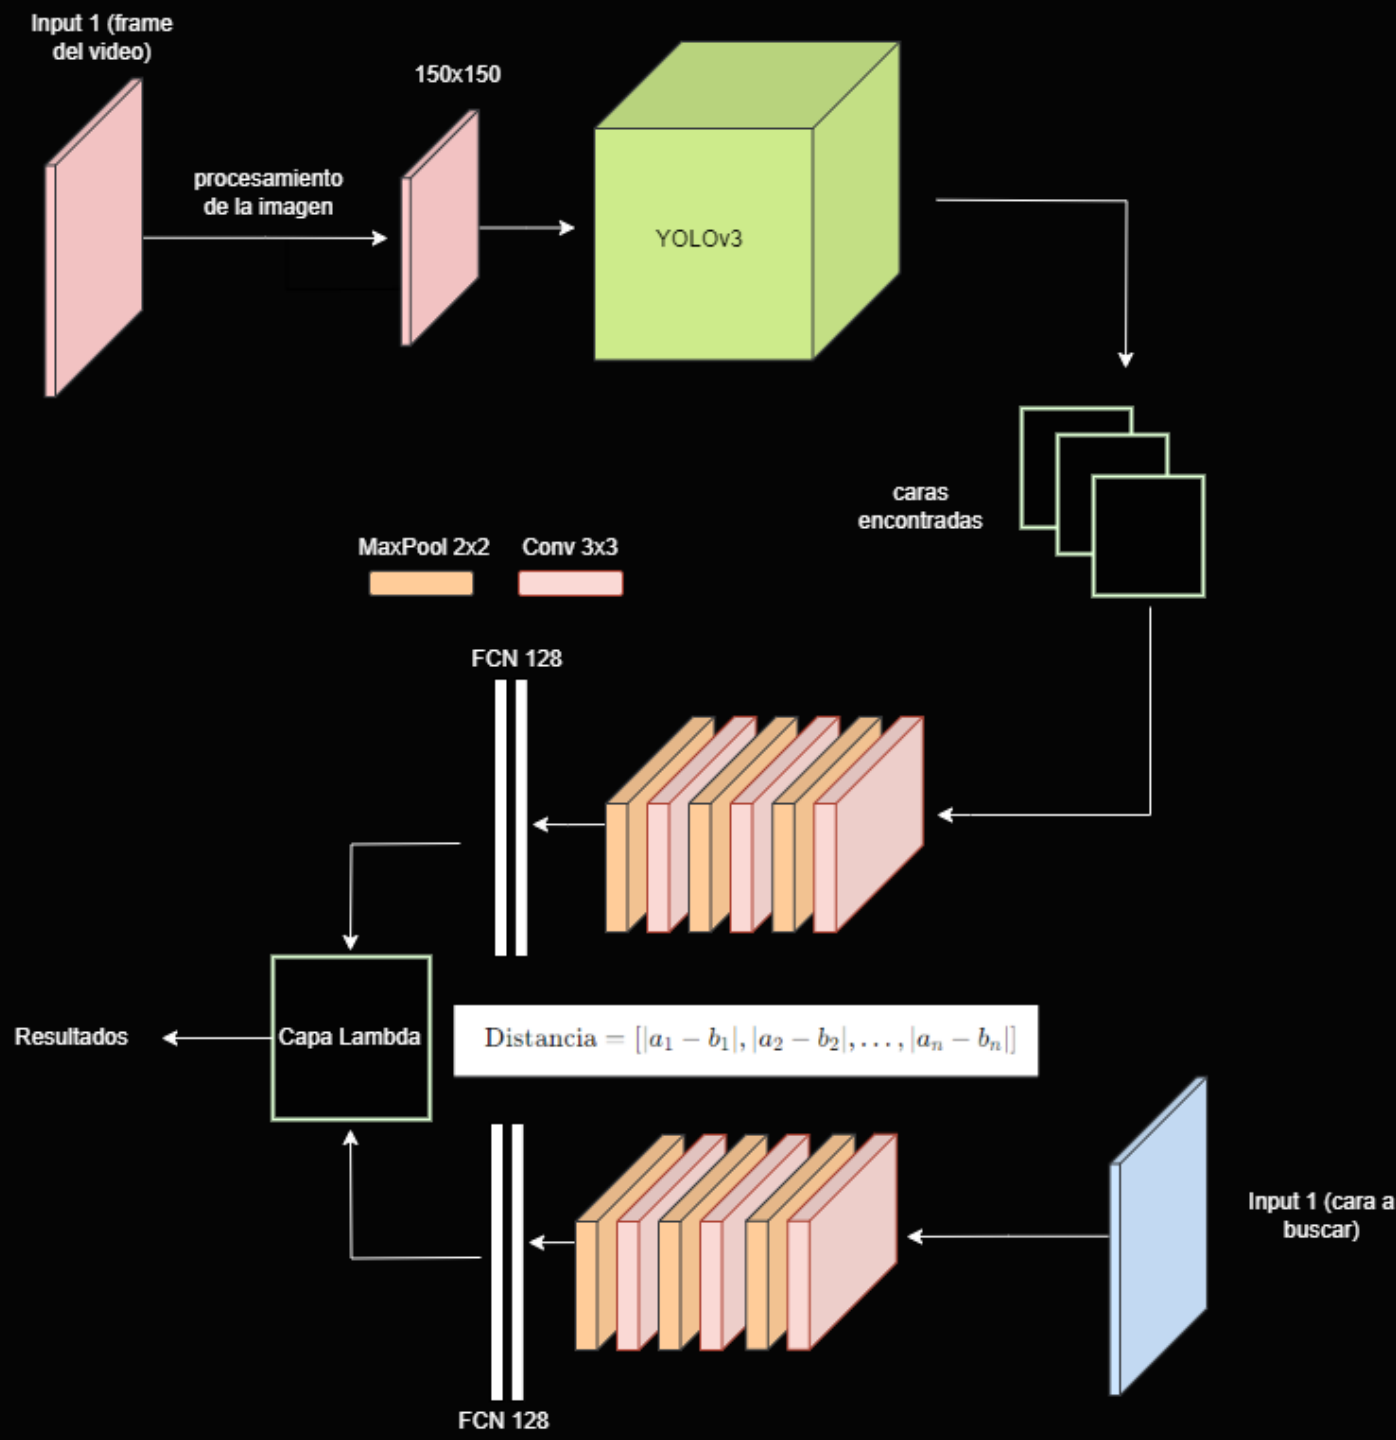 Input 1 (frame
del video)
150x150
procesamiento
de la imagen
YOLOv3
caras
encontradas
MaxPool 2x2
Conv 3x3
FCN 128
Resultados
Capa Lambda
Distancia = [|a₁ − b₁|, |a₂ − b₂|, . . . , |aₙ − bₙ|]
Input 1 (cara a
buscar)
FCN 128